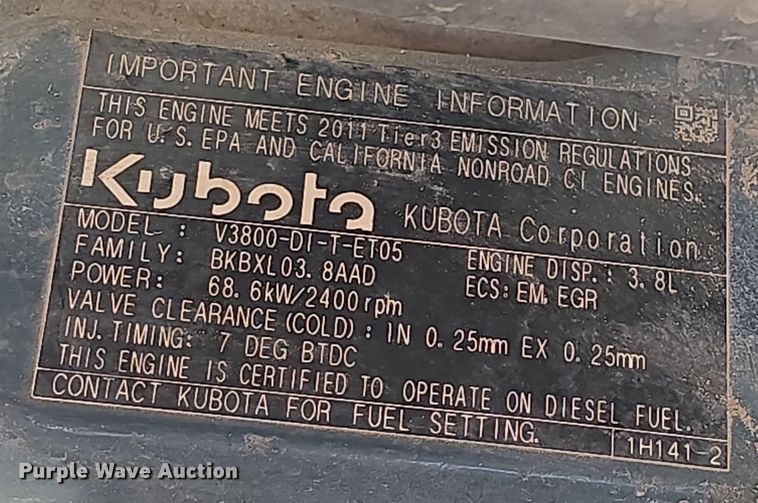 IMPORTANT ENGINE INFORMATION
THIS ENGINE MEETS 2011 Tier3 EMISSION REGULATIONS
FOR U.S.EPA AND CALIFORNIA NONROAD CI ENGINES.
Kubota KUBOTA Corporation
MODEL: V3800-DI-T-ET05 ENGINE DISP.: 3.8L
FAMILY: BKBXL03.8AAD ECS:EM,EGR
POWER: 68.6kW/2400rpm
VALVE CLEARANCE(COLD): IN 0.25mm EX 0.25mm
INJ.TIMING: 7 DEG BTDC
THIS ENGINE IS CERTIFIED TO OPERATE ON DIESEL FUEL.
CONTACT KUBOTA FOR FUEL SETTING.
1H141-2
Purple Wave Auction